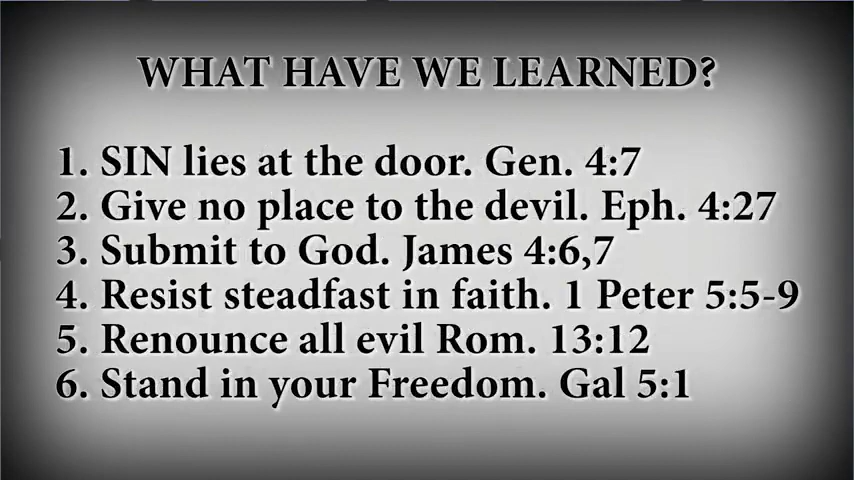 WHAT HAVE WE LEARNED?
1. SIN lies at the door. Gen. 4:7
2. Give no place to the devil. Eph. 4:27
3. Submit to God. James 4:6,7
4. Resist steadfast in faith. 1 Peter 5:5-9
5. Renounce all evil Rom. 13:12
6. Stand in your Freedom. Gal 5:1